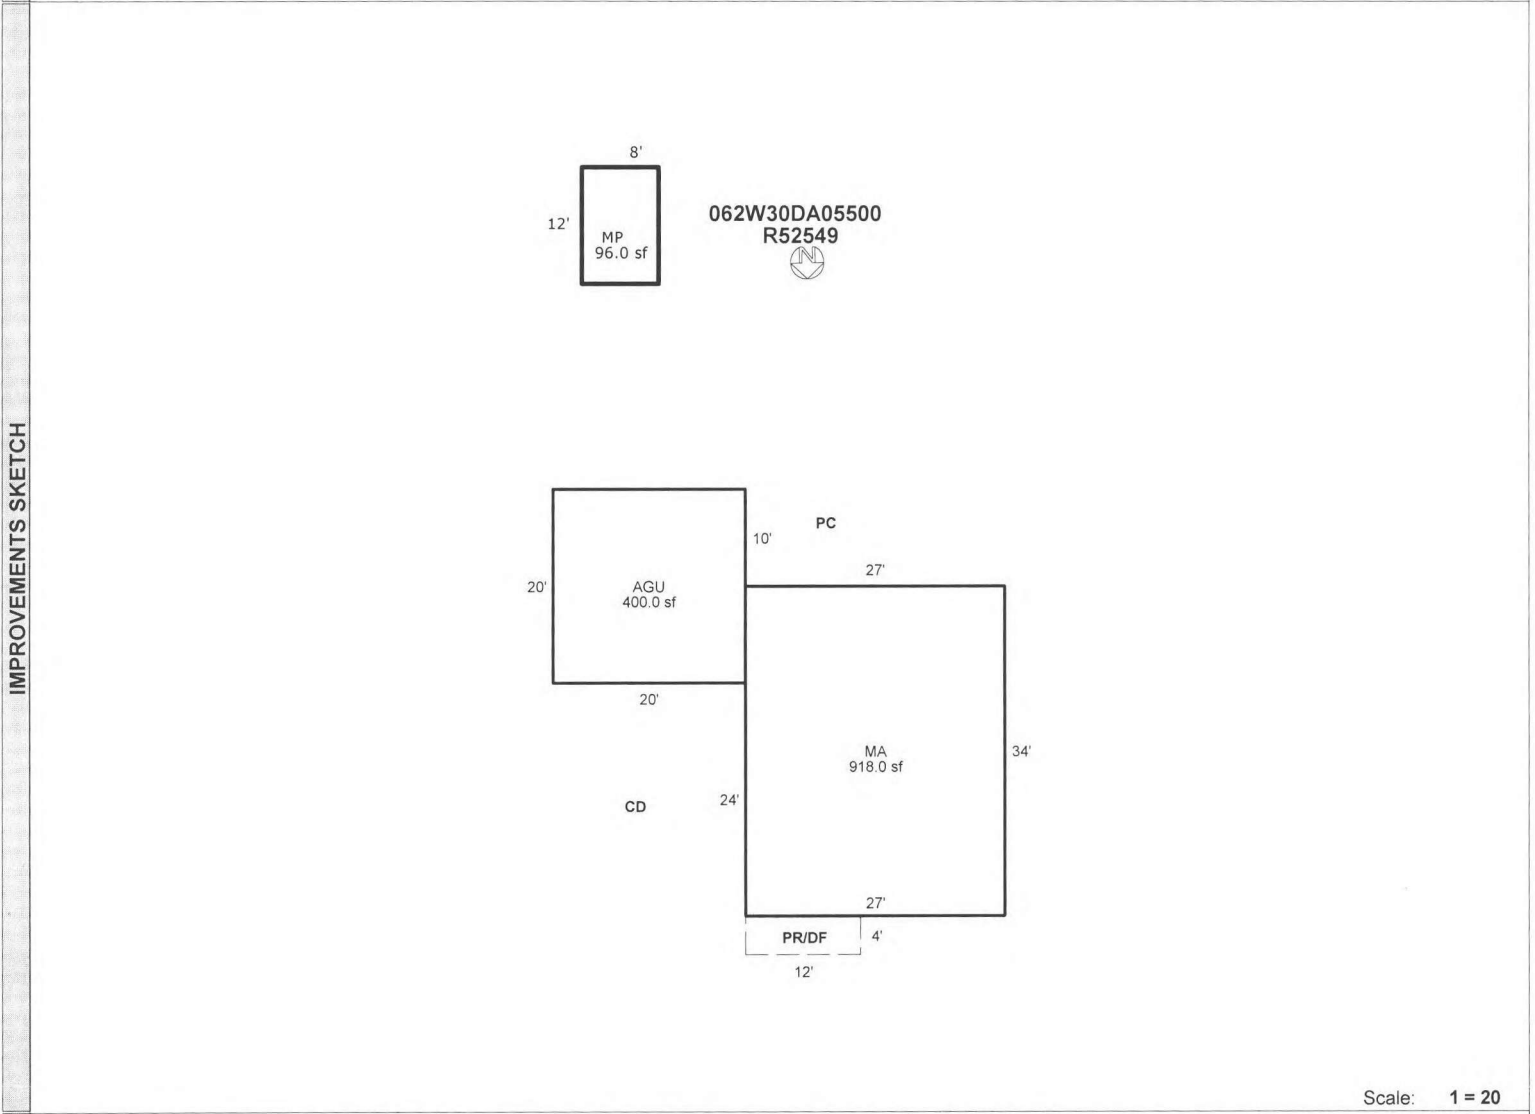 IMPROVEMENTS SKETCH
8'
12'
MP
96.0 sf
062W30DA05500
R52549
N
10'
PC
27'
20'
AGU
400.0 sf
20'
MA
918.0 sf
34'
24'
CD
27'
PR/DF
4'
12'
Scale: 1 = 20